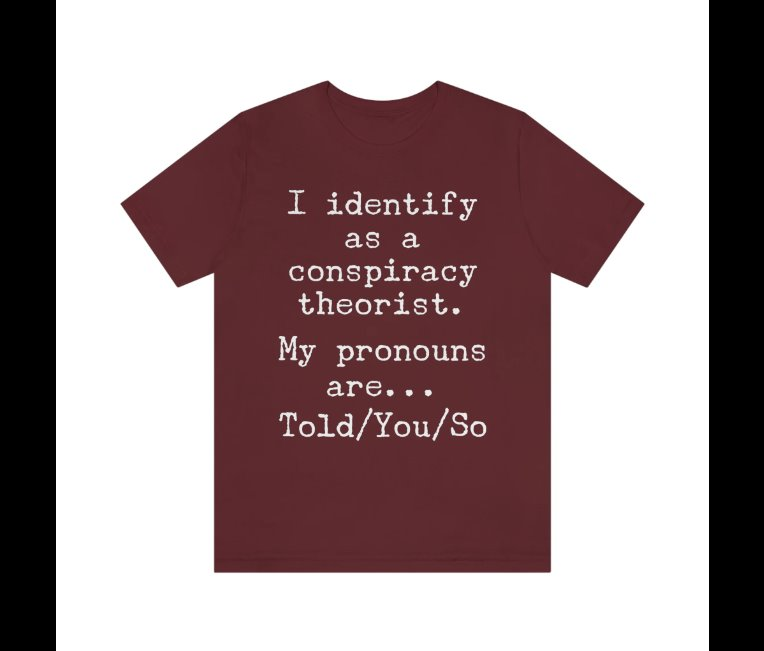 I identify
as a
conspiracy
theorist.
My pronouns
are...
Told/You/So